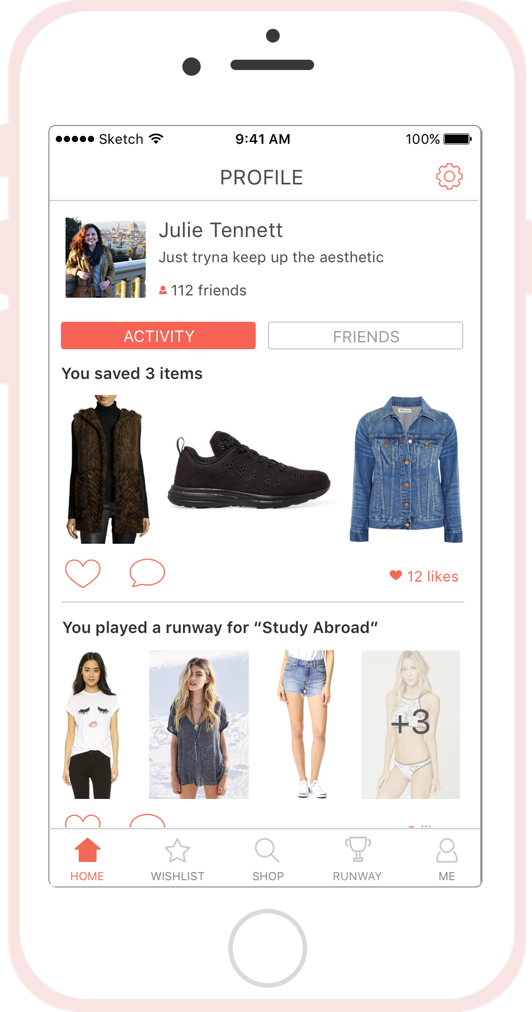 Sketch 9:41 AM 100%
PROFILE
Julie Tennett
Just tryna keep up the aesthetic
112 friends
ACTIVITY FRIENDS
You saved 3 items
12 likes
You played a runway for “Study Abroad”
+3
HOME WISHLIST SHOP RUNWAY ME